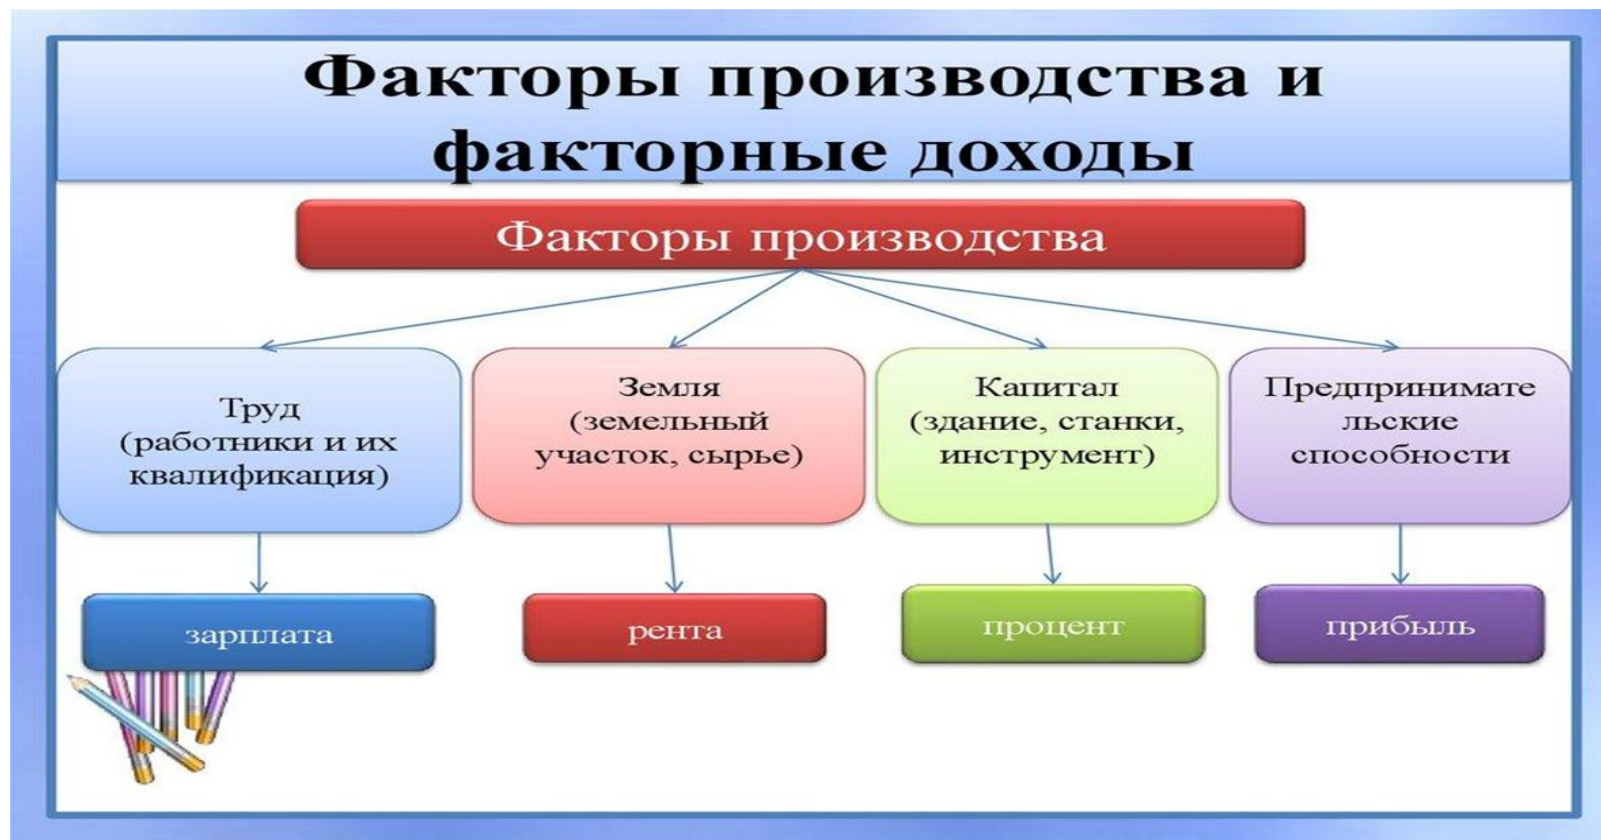 Факторы производства и
факторные доходы
Факторы производства
Труд
(работники и их
квалификация)
Земля
(земельный
участок, сырье)
Капитал
(здание, станки,
инструмент)
Предпринимате
льские
способности
зарплата
рента
процент
прибыль